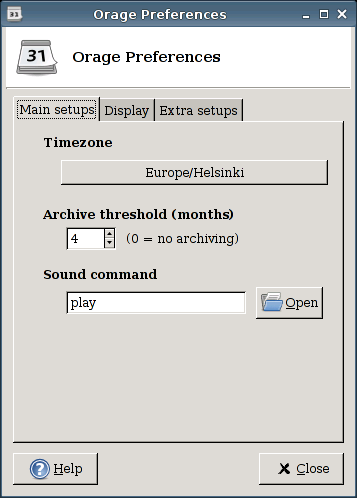 Orage Preferences
31
Orage Preferences
Main setups
Display
Extra setups
Timezone
Europe/Helsinki
Archive threshold (months)
4
(0 = no archiving)
Sound command
play
Open
Help
Close